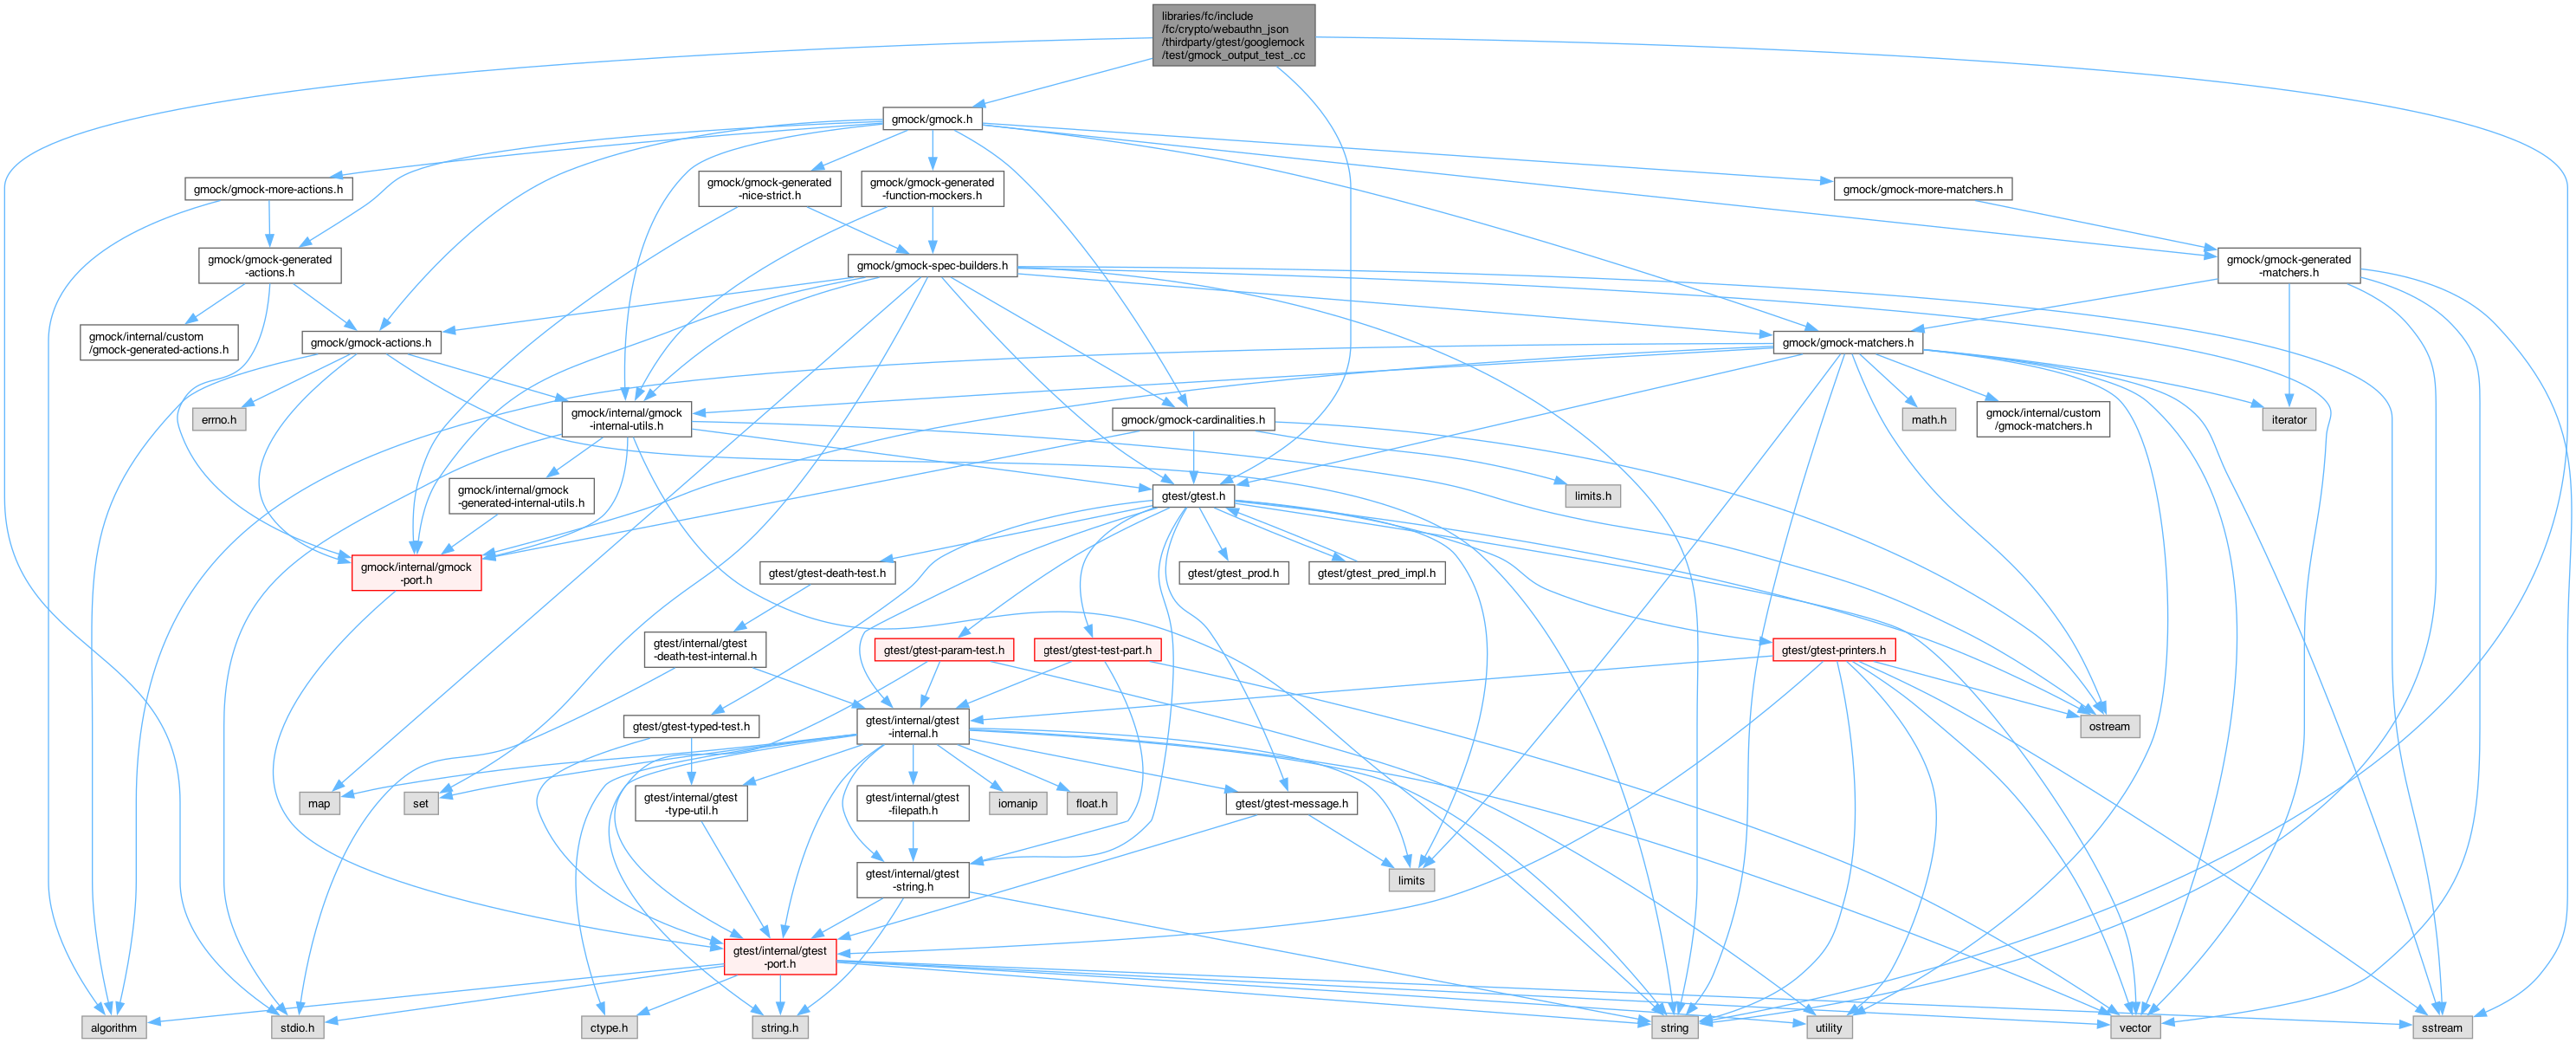 libraries/fc/include
/fc/crypto/webauthn_json
/thirdparty/gtest/googlemock
/test/gmock_output_test_.cc
gmock/gmock.h
gmock/gmock-more-actions.h
gmock/gmock-generated
-nice-strict.h
gmock/gmock-generated
-function-mockers.h
gmock/gmock-more-matchers.h
gmock/gmock-generated
-actions.h
gmock/gmock-spec-builders.h
gmock/gmock-generated
-matchers.h
gmock/internal/custom
/gmock-generated-actions.h
gmock/gmock-actions.h
gmock/gmock-matchers.h
errno.h
gmock/internal/gmock
-internal-utils.h
gmock/gmock-cardinalities.h
math.h
gmock/internal/custom
/gmock-matchers.h
iterator
gmock/internal/gmock
-generated-internal-utils.h
gtest/gtest.h
limits.h
gmock/internal/gmock
-port.h
gtest/gtest-death-test.h
gtest/gtest_prod.h
gtest/gtest_pred_impl.h
gtest/internal/gtest
-death-test-internal.h
gtest/gtest-param-test.h
gtest/gtest-test-part.h
gtest/gtest-printers.h
gtest/gtest-typed-test.h
gtest/internal/gtest
-internal.h
ostream
map
set
gtest/internal/gtest
-type-util.h
gtest/internal/gtest
-filepath.h
iomanip
float.h
gtest/gtest-message.h
gtest/internal/gtest
-string.h
limits
gtest/internal/gtest
-port.h
algorithm
stdio.h
ctype.h
string.h
string
utility
vector
sstream